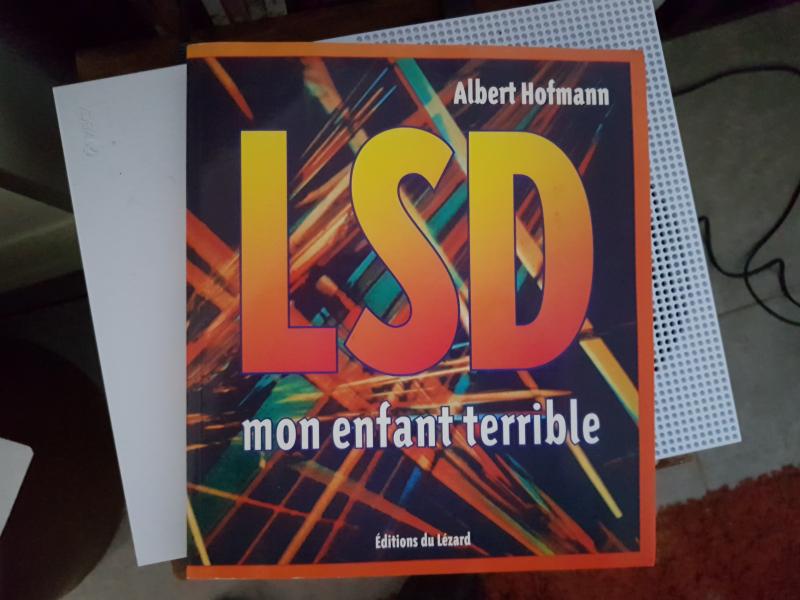 Albert Hofmann
LSD
mon enfant terrible
Éditions du Lézard